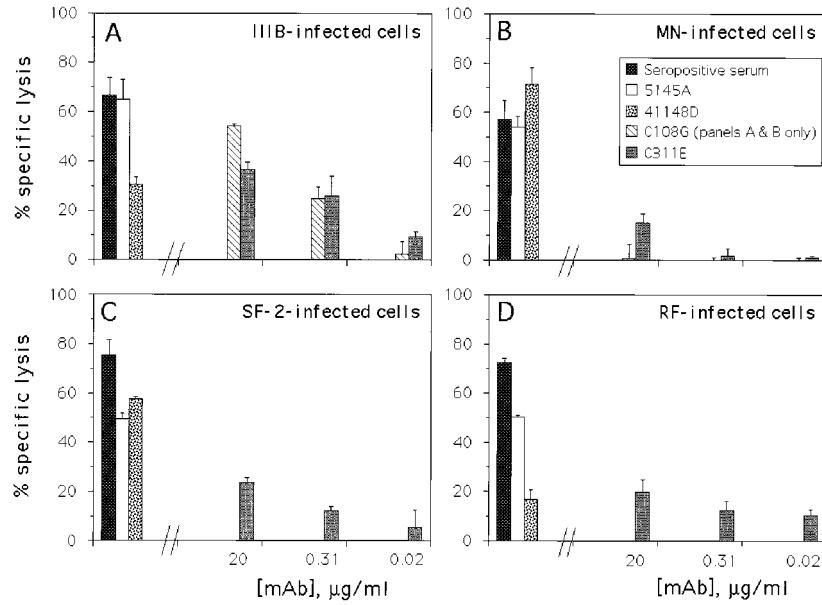 A
IIIB-infected cells
100
80
60
40
20
0
% specific lysis
B
MN-infected cells
100
80
60
40
20
0
Seropositive serum
5145A
41148D
C108G (panels A & B only)
C311E
C
SF-2-infected cells
100
80
60
40
20
0
% specific lysis
20
0.31
0.02
[mAb], µg/ml
D
RF-infected cells
100
80
60
40
20
0
20
0.31
0.02
[mAb], µg/ml